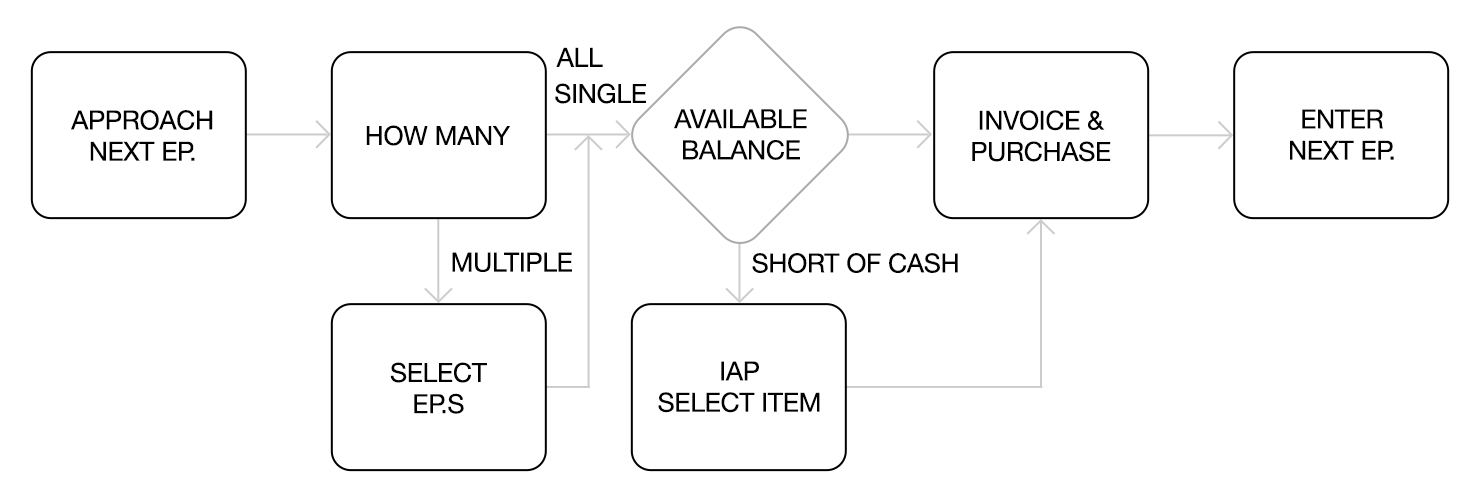 APPROACH
NEXT EP.
HOW MANY
ALL
SINGLE
AVAILABLE
BALANCE
INVOICE &
PURCHASE
ENTER
NEXT EP.
MULTIPLE
SHORT OF CASH
SELECT
EP.S
IAP
SELECT ITEM